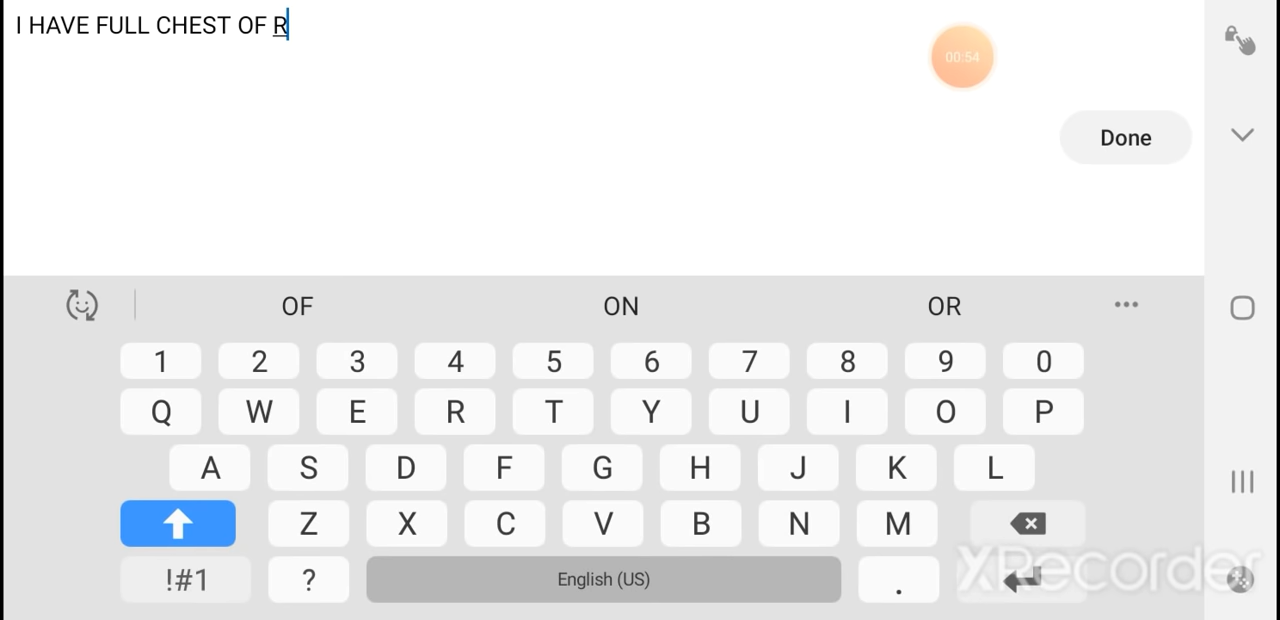 I HAVE FULL CHEST OF R
00:54
Done
OF ON OR
1 2 3 4 5 6 7 8 9 0
Q W E R T Y U I O P
A S D F G H J K L
Z X C V B N M
!#1 ? English (US) .
XRecorder